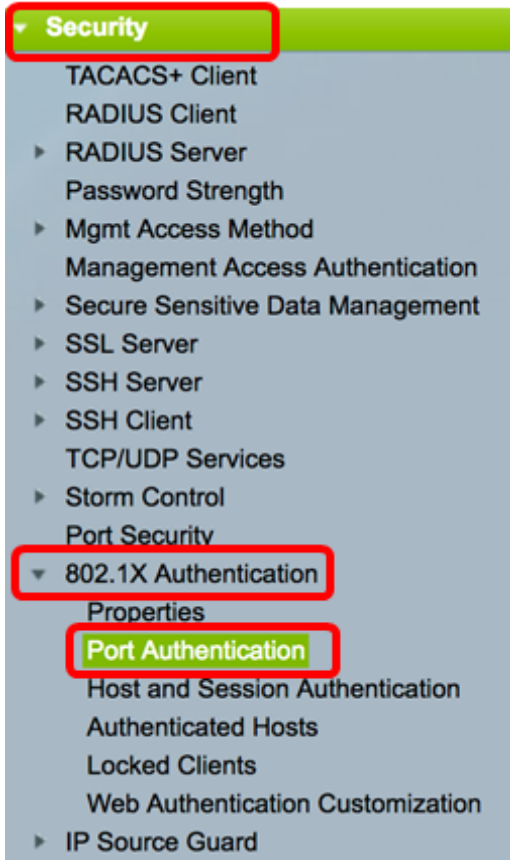 Security
TACACS+ Client
RADIUS Client
RADIUS Server
Password Strength
Mgmt Access Method
Management Access Authentication
Secure Sensitive Data Management
SSL Server
SSH Server
SSH Client
TCP/UDP Services
Storm Control
Port Security
802.1X Authentication
Properties
Port Authentication
Host and Session Authentication
Authenticated Hosts
Locked Clients
Web Authentication Customization
IP Source Guard